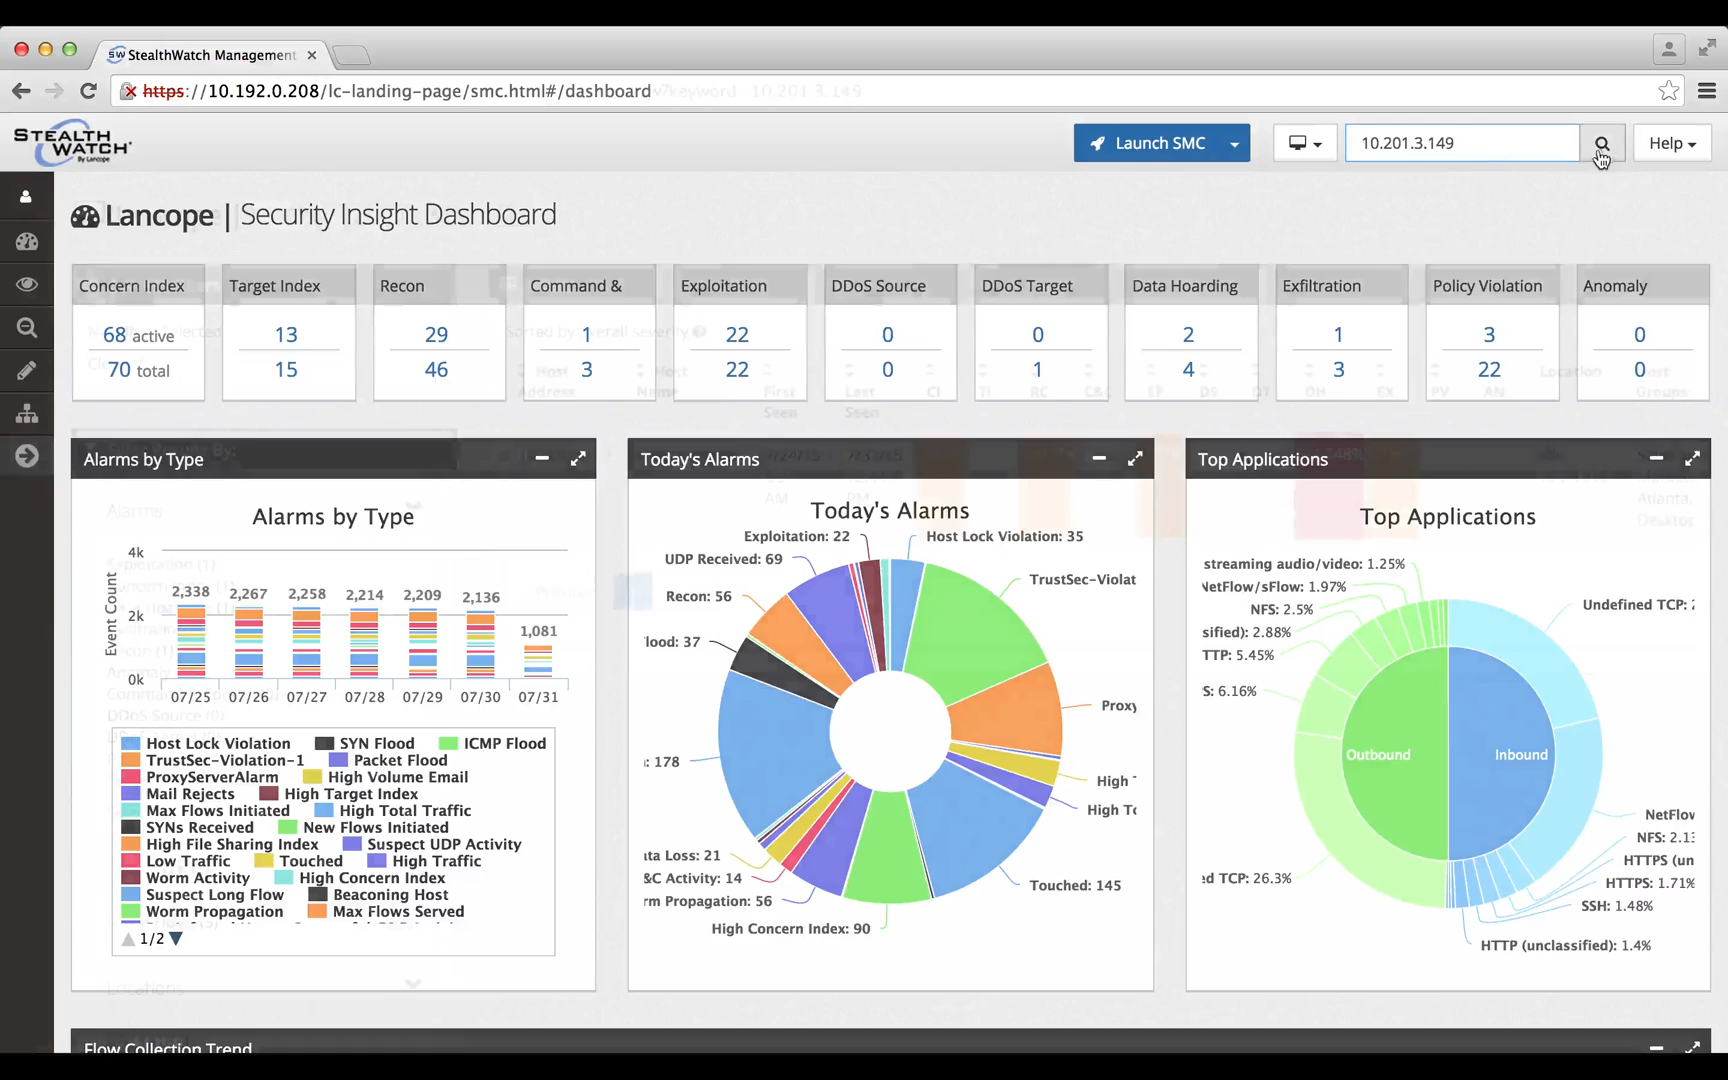 StealthWatch Management
https://10.192.0.208/lc-landing-page/smc.html#/dashboard
STEALTH WATCH
By Lancope
Launch SMC
10.201.3.149
Help
Lancope | Security Insight Dashboard
Concern Index Target Index Recon Command & Exploitation DDoS Source DDoS Target Data Hoarding Exfiltration Policy Violation Anomaly
68 active 13 29 1 22 0 0 2 1 3 0
70 total 15 46 3 22 0 1 4 3 22 0
Alarms by Type
Alarms by Type
Event Count
4k
2k
0k
2,338 2,267 2,258 2,214 2,209 2,136 1,081
07/25 07/26 07/27 07/28 07/29 07/30 07/31
Host Lock Violation SYN Flood ICMP Flood
TrustSec-Violation-1 Packet Flood
ProxyServerAlarm High Volume Email
Mail Rejects High Target Index
Max Flows Initiated High Total Traffic
SYNs Received New Flows Initiated
High File Sharing Index Suspect UDP Activity
Low Traffic Touched High Traffic
Worm Activity High Concern Index
Suspect Long Flow Beaconing Host
Worm Propagation Max Flows Served
1/2
Today's Alarms
Today's Alarms
Exploitation: 22
Host Lock Violation: 35
UDP Received: 69
TrustSec-Violat
Recon: 56
lood: 37
Proxy
: 178
High
High To
ata Loss: 21
&C Activity: 14
Touched: 145
rm Propagation: 56
High Concern Index: 90
Top Applications
Top Applications
streaming audio/video: 1.25%
NetFlow/sFlow: 1.97%
NFS: 2.5%
Undefined TCP: 2
sified): 2.88%
TTP: 5.45%
S: 6.16%
Outbound
Inbound
NetFlov
NFS: 2.13
HTTPS (un
ed TCP: 26.3%
HTTPS: 1.71%
SSH: 1.48%
HTTP (unclassified): 1.4%
Flow Collection Trend